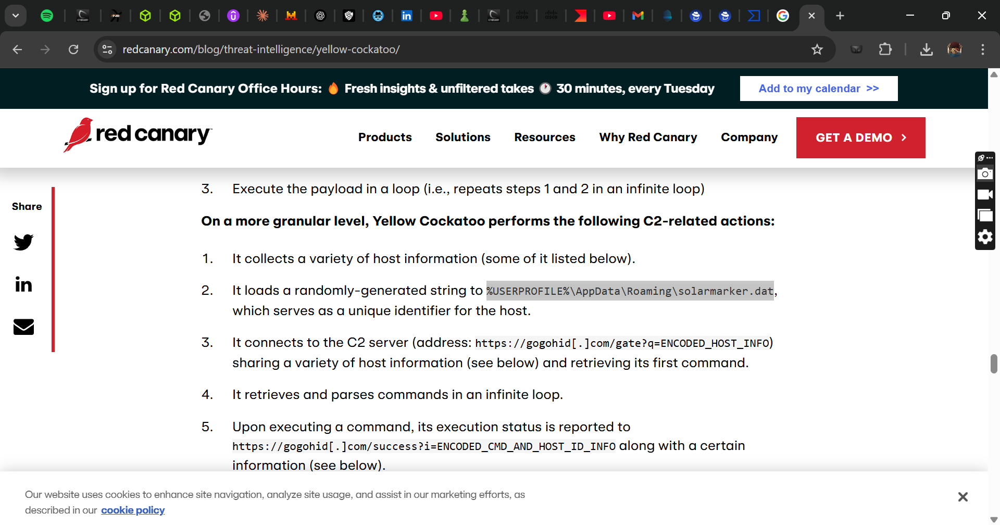 redcanary.com/blog/threat-intelligence/yellow-cockatoo/
Sign up for Red Canary Office Hours: 🔥 Fresh insights & unfiltered takes 🕐 30 minutes, every Tuesday
Add to my calendar >>
red canary
Products
Solutions
Resources
Why Red Canary
Company
GET A DEMO >
Share
3. Execute the payload in a loop (i.e., repeats steps 1 and 2 in an infinite loop)
On a more granular level, Yellow Cockatoo performs the following C2-related actions:
1. It collects a variety of host information (some of it listed below).
2. It loads a randomly-generated string to %USERPROFILE%\AppData\Roaming\solarmarker.dat,
which serves as a unique identifier for the host.
3. It connects to the C2 server (address: https://gogohid[.]com/gate?q=ENCODED_HOST_INFO)
sharing a variety of host information (see below) and retrieving its first command.
4. It retrieves and parses commands in an infinite loop.
5. Upon executing a command, its execution status is reported to
https://gogohid[.]com/success?i=ENCODED_CMD_AND_HOST_ID_INFO along with a certain
information (see below).
Our website uses cookies to enhance site navigation, analyze site usage, and assist in our marketing efforts, as
described in our cookie policy